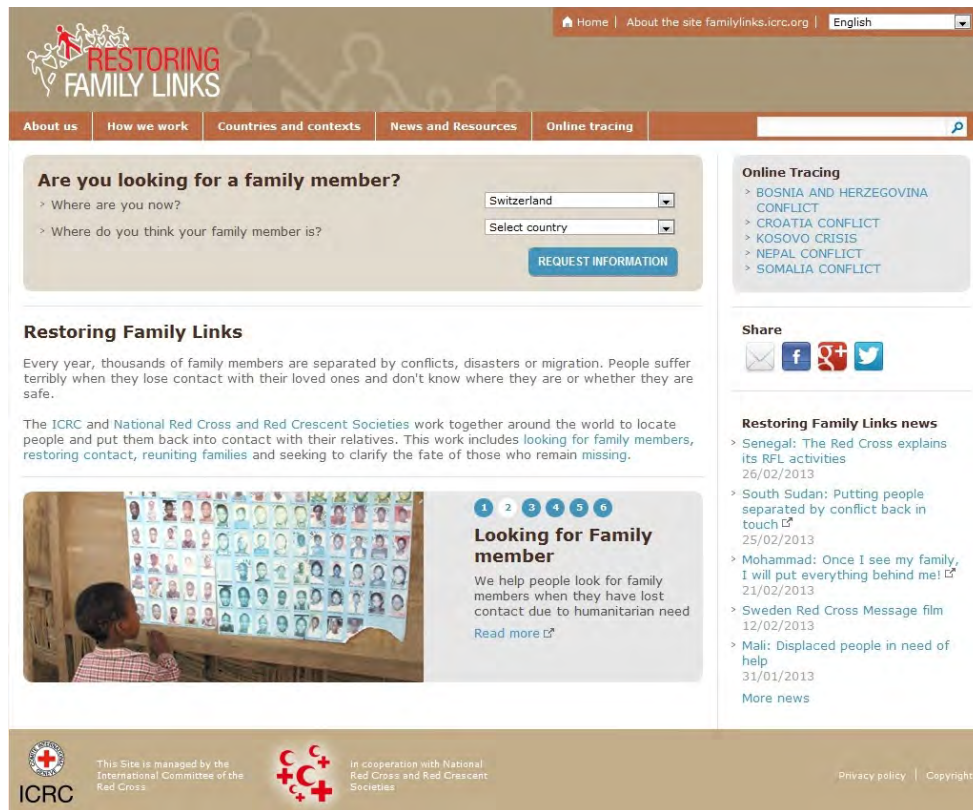 Home | About the site familylinks.icrc.org | English
RESTORING
FAMILY LINKS
About us
How we work
Countries and contexts
News and Resources
Online tracing
Are you looking for a family member?
> Where are you now?
Switzerland
> Where do you think your family member is?
Select country
REQUEST INFORMATION
Restoring Family Links
Every year, thousands of family members are separated by conflicts, disasters or migration. People suffer
terribly when they lose contact with their loved ones and don't know where they are or whether they are
safe.
The ICRC and National Red Cross and Red Crescent Societies work together around the world to locate
people and put them back into contact with their relatives. This work includes looking for family members,
restoring contact, reuniting families and seeking to clarify the fate of those who remain missing.
1 2 3 4 5 6
Looking for Family
member
We help people look for family
members when they have lost
contact due to humanitarian need
Read more
Online Tracing
> BOSNIA AND HERZEGOVINA
CONFLICT
> CROATIA CONFLICT
> KOSOVO CRISIS
> NEPAL CONFLICT
> SOMALIA CONFLICT
Share
f g+
Restoring Family Links news
> Senegal: The Red Cross explains
its RFL activities
26/02/2013
> South Sudan: Putting people
separated by conflict back in
touch
25/02/2013
> Mohammad: Once I see my family,
I will put everything behind me!
21/02/2013
> Sweden Red Cross Message film
12/02/2013
> Mali: Displaced people in need of
help
31/01/2013
More news
COMITE INTERNATIONAL
GENEVE
ICRC
This Site is managed by the
International Committee of the
Red Cross
in cooperation with National
Red Cross and Red Crescent
Societies
Privacy policy | Copyright